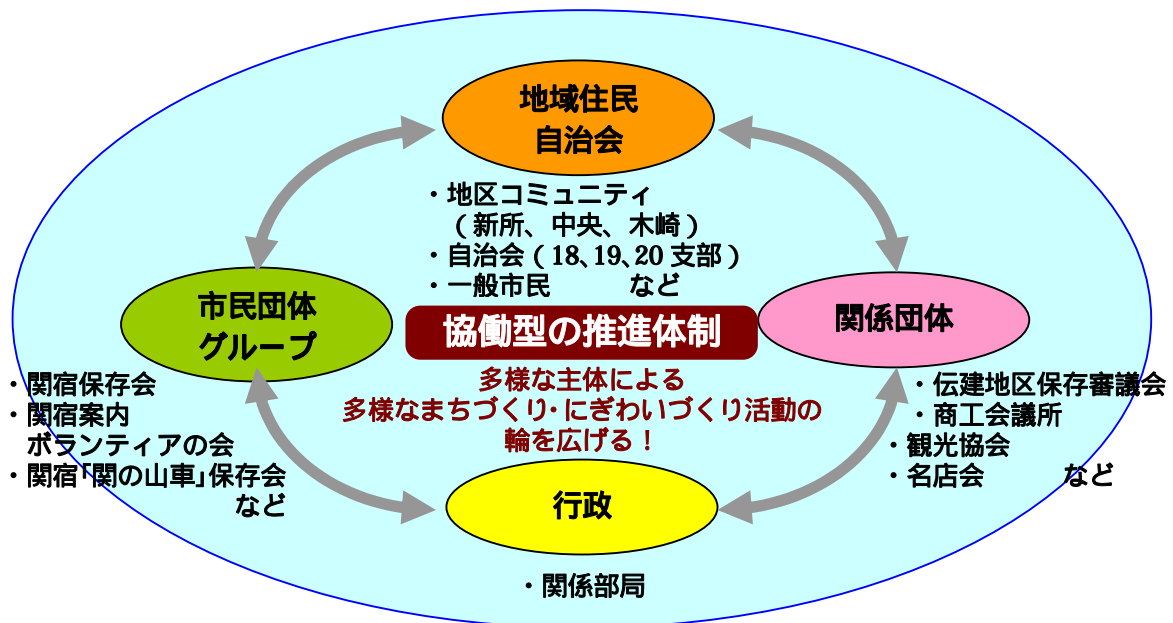 地域住民
自治会
・地区コミュニティ
（新所、中央、木崎）
・自治会（18、19、20 支部）
・一般市民　　　など
市民団体
グループ
・関宿保存会
・関宿案内
ボランティアの会
・関宿｢関の山車｣保存会
など
協働型の推進体制
多様な主体による
多様なまちづくり･にぎわいづくり活動の
輪を広げる！
関係団体
・伝建地区保存審議会
・商工会議所
・観光協会
・名店会　　　など
行政
・関係部局